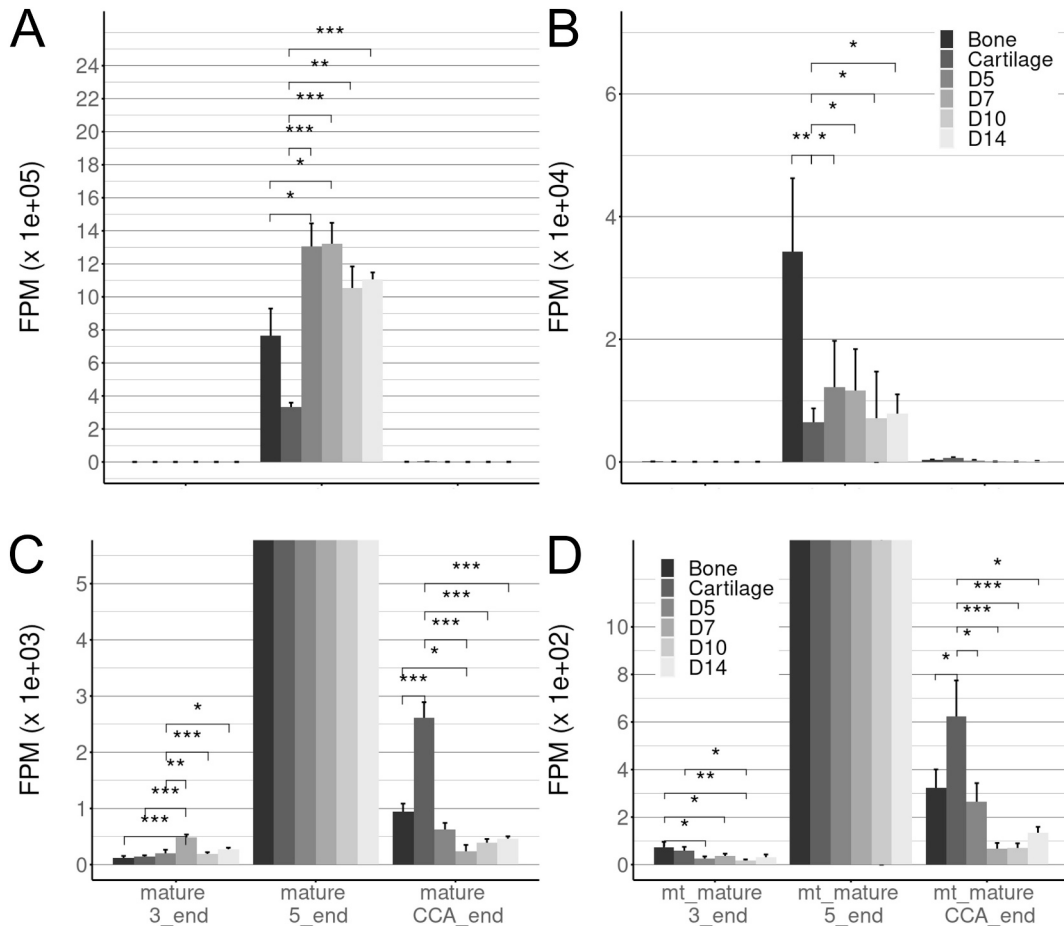 A
FPM (x 1e+05)
24
22
20
18
16
14
12
10
8
6
4
2
0
***
**
***
***
*
*
B
FPM (x 1e+04)
6
4
2
0
*
*
*
** *
Bone
Cartilage
D5
D7
D10
D14
C
FPM (x 1e+03)
5
4
3
2
1
0
*
***
**
***
***
***
***
***
*
***
mature
3_end
mature
5_end
mature
CCA_end
D
FPM (x 1e+02)
10
8
6
4
2
0
Bone
Cartilage
D5
D7
D10
D14
*
**
*
*
*
***
***
*
*
mt_mature
3_end
mt_mature
5_end
mt_mature
CCA_end